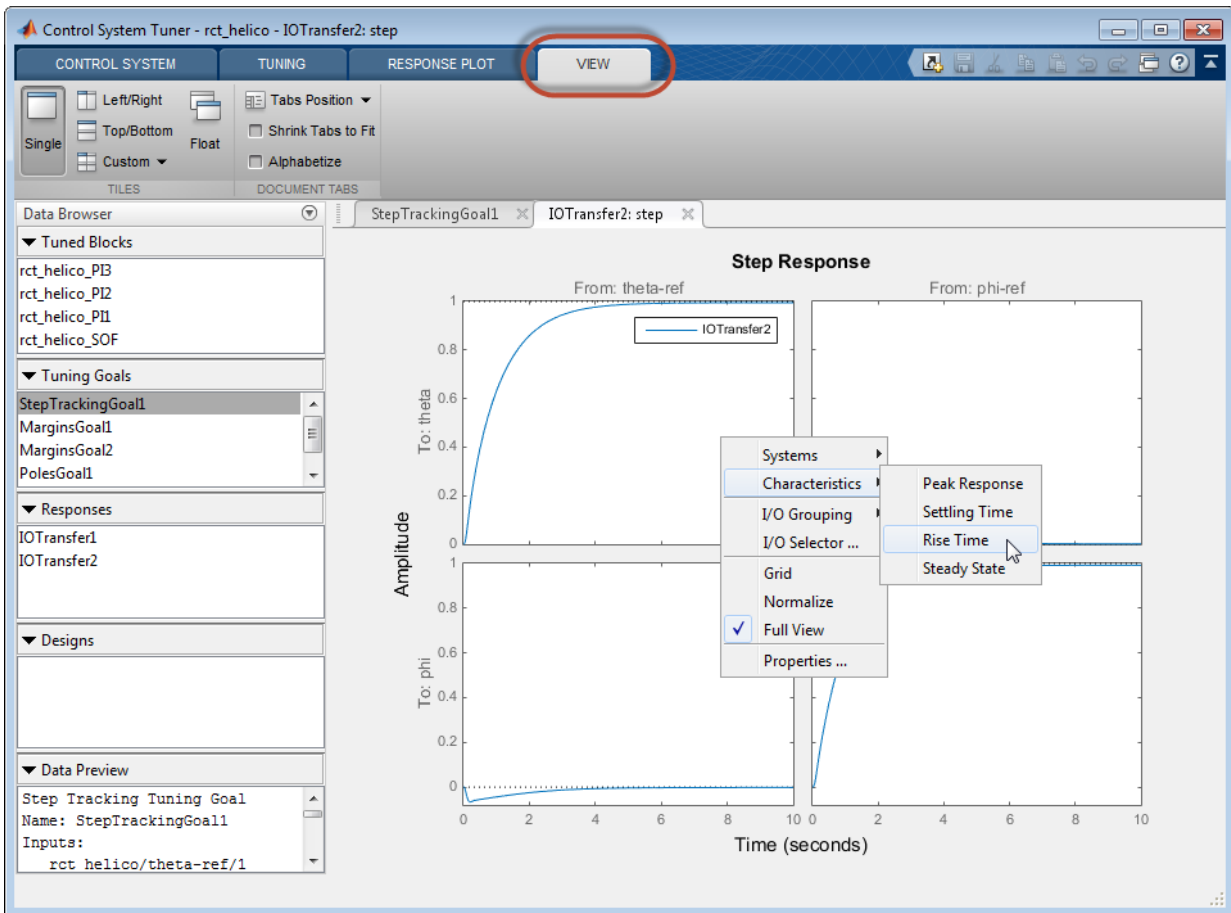 Control System Tuner - rct_helico - IOTransfer2: step
CONTROL SYSTEM
TUNING
RESPONSE PLOT
VIEW
Single
Left/Right
Top/Bottom
Custom
Float
TILES
Tabs Position
Shrink Tabs to Fit
Alphabetize
DOCUMENT TABS
Data Browser
Tuned Blocks
rct_helico_PI3
rct_helico_PI2
rct_helico_PI1
rct_helico_SOF
Tuning Goals
StepTrackingGoal1
MarginsGoal1
MarginsGoal2
PolesGoal1
Responses
IOTransfer1
IOTransfer2
Designs
Data Preview
Step Tracking Tuning Goal
Name: StepTrackingGoal1
Inputs:
rct_helico/theta-ref/1
StepTrackingGoal1
IOTransfer2: step
Step Response
From: theta-ref
From: phi-ref
IOTransfer2
1
0.8
0.6
0.4
0.2
0
To: theta
Amplitude
1
0.8
0.6
0.4
0.2
0
To: phi
0 2 4 6 8 10
0 2 4 6 8 10
Time (seconds)
Systems
Characteristics
I/O Grouping
I/O Selector ...
Grid
Normalize
Full View
Properties ...
Peak Response
Settling Time
Rise Time
Steady State